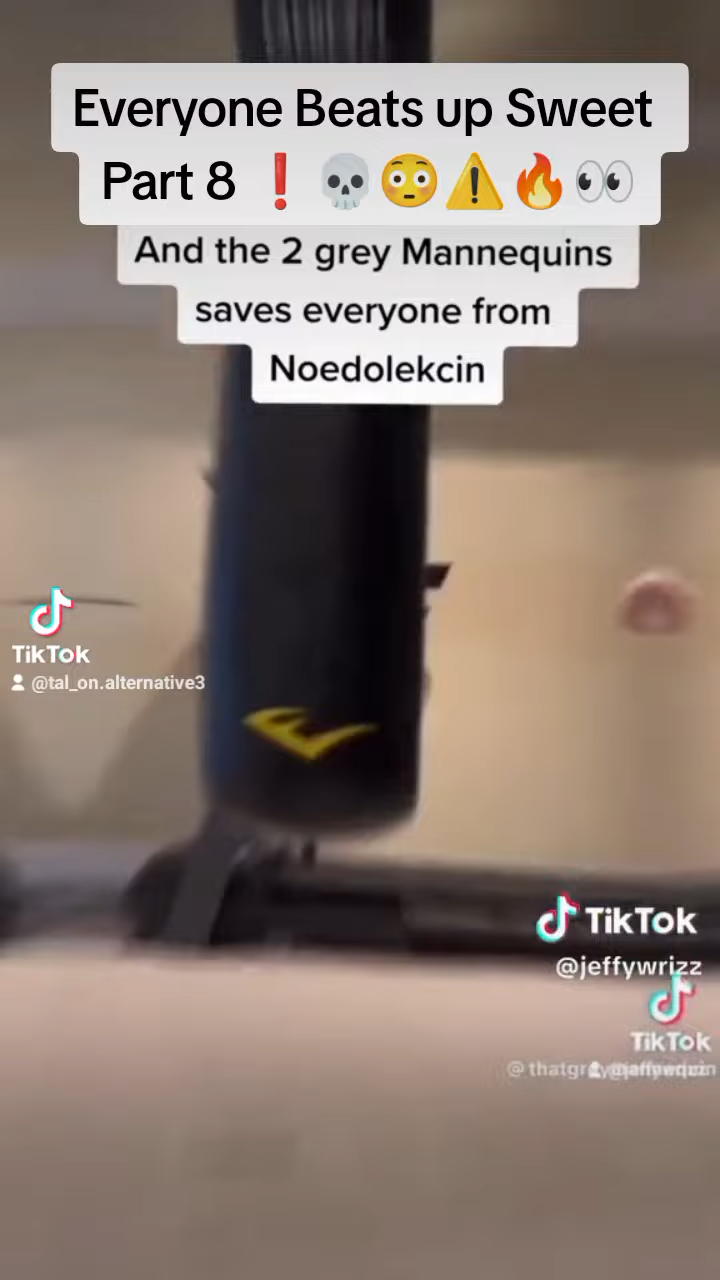 Everyone Beats up Sweet
Part 8 ❗💀😳⚠️🔥👀
And the 2 grey Mannequins
saves everyone from
Noedolekcin
TikTok
@tal_on.alternative3
TikTok
@jeffywrizz
TikTok